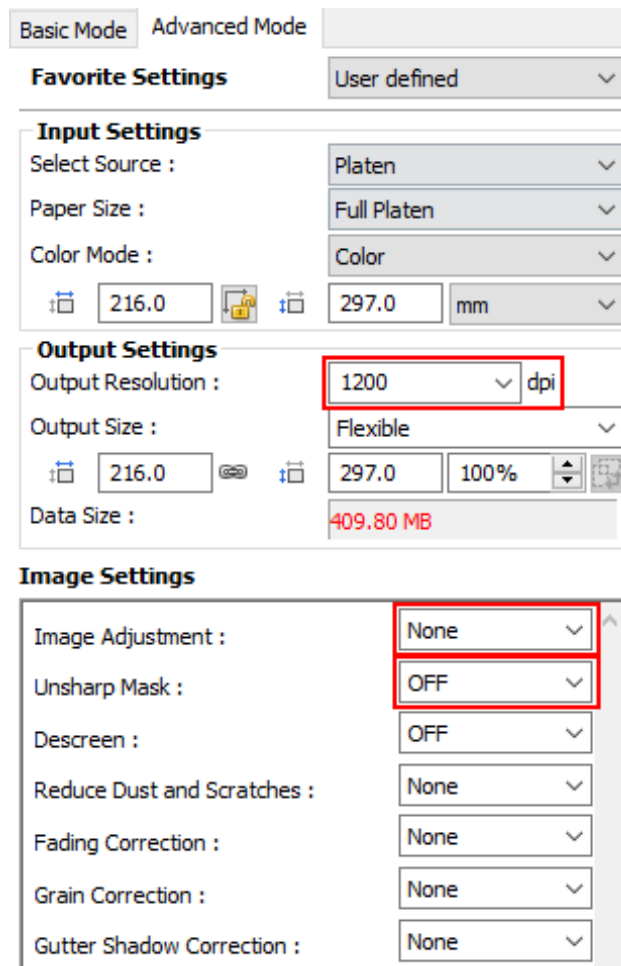 Basic Mode Advanced Mode
Favorite Settings User defined
Input Settings
Select Source : Platen
Paper Size : Full Platen
Color Mode : Color
216.0 297.0 mm
Output Settings
Output Resolution : 1200 dpi
Output Size : Flexible
216.0 297.0 100%
Data Size : 409.80 MB
Image Settings
Image Adjustment : None
Unsharp Mask : OFF
Descreen : OFF
Reduce Dust and Scratches : None
Fading Correction : None
Grain Correction : None
Gutter Shadow Correction : None